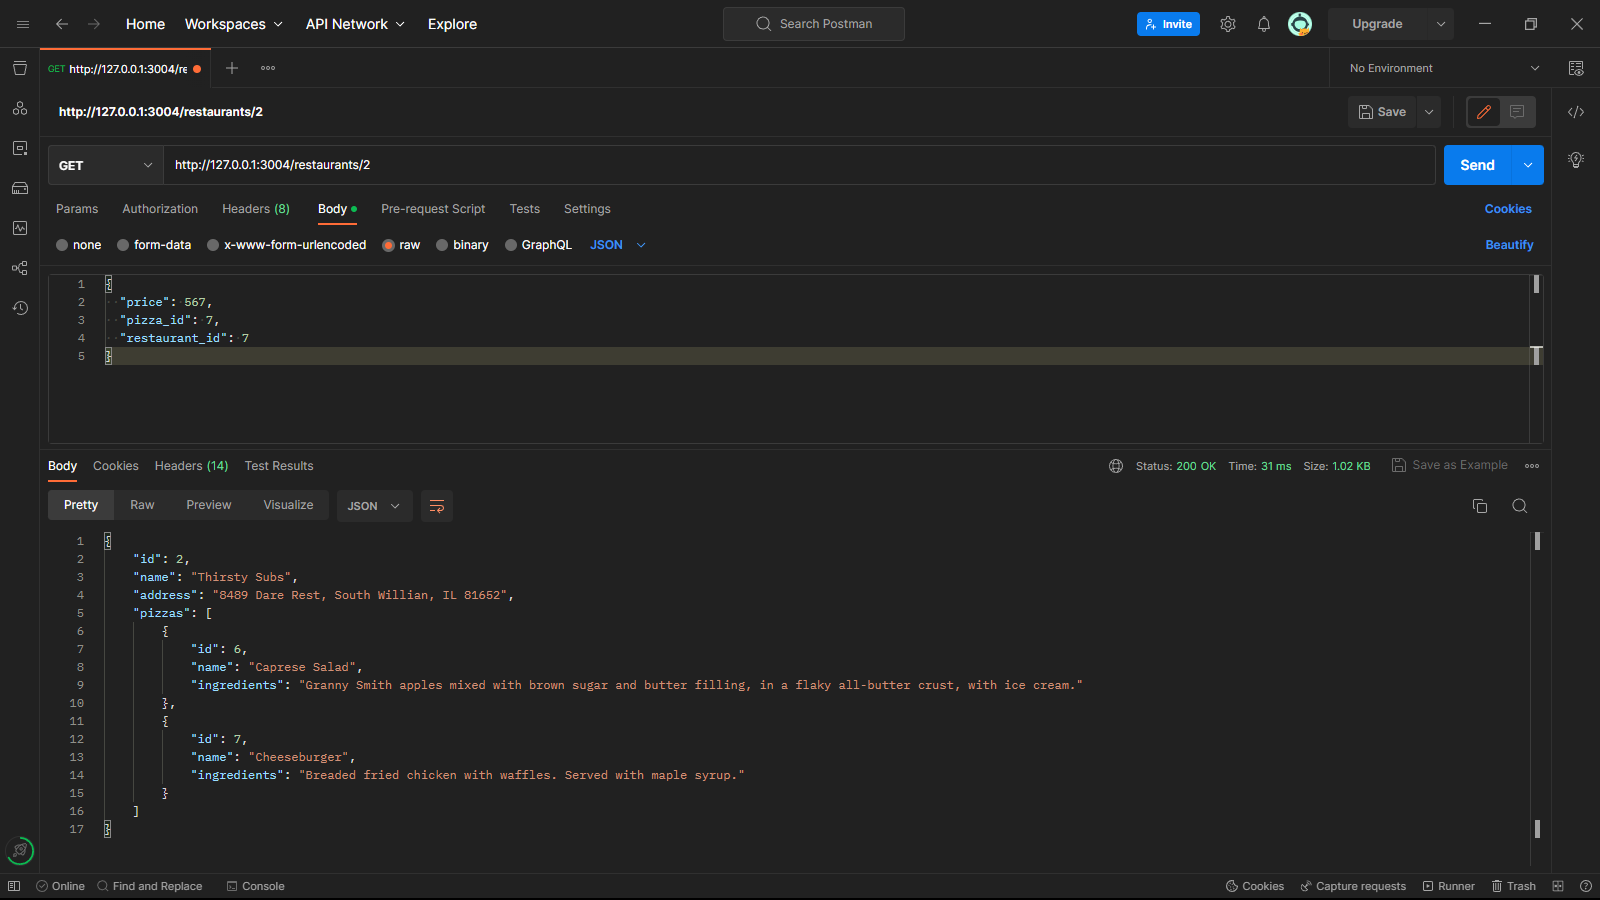 Home Workspaces API Network Explore Search Postman Invite Upgrade
GET http://127.0.0.1:3004/re No Environment
http://127.0.0.1:3004/restaurants/2 Save
GET http://127.0.0.1:3004/restaurants/2 Send
Params Authorization Headers (8) Body Pre-request Script Tests Settings Cookies
none form-data x-www-form-urlencoded raw binary GraphQL JSON Beautify
1 {
2 "price": 567,
3 "pizza_id": 7,
4 "restaurant_id": 7
5 }
Body Cookies Headers (14) Test Results Status: 200 OK Time: 31 ms Size: 1.02 KB Save as Example
Pretty Raw Preview Visualize JSON
1 {
2 "id": 2,
3 "name": "Thirsty Subs",
4 "address": "8489 Dare Rest, South Willian, IL 81652",
5 "pizzas": [
6 {
7 "id": 6,
8 "name": "Caprese Salad",
9 "ingredients": "Granny Smith apples mixed with brown sugar and butter filling, in a flaky all-butter crust, with ice cream."
10 },
11 {
12 "id": 7,
13 "name": "Cheeseburger",
14 "ingredients": "Breaded fried chicken with waffles. Served with maple syrup."
15 }
16 ]
17 }
Online Find and Replace Console Cookies Capture requests Runner Trash